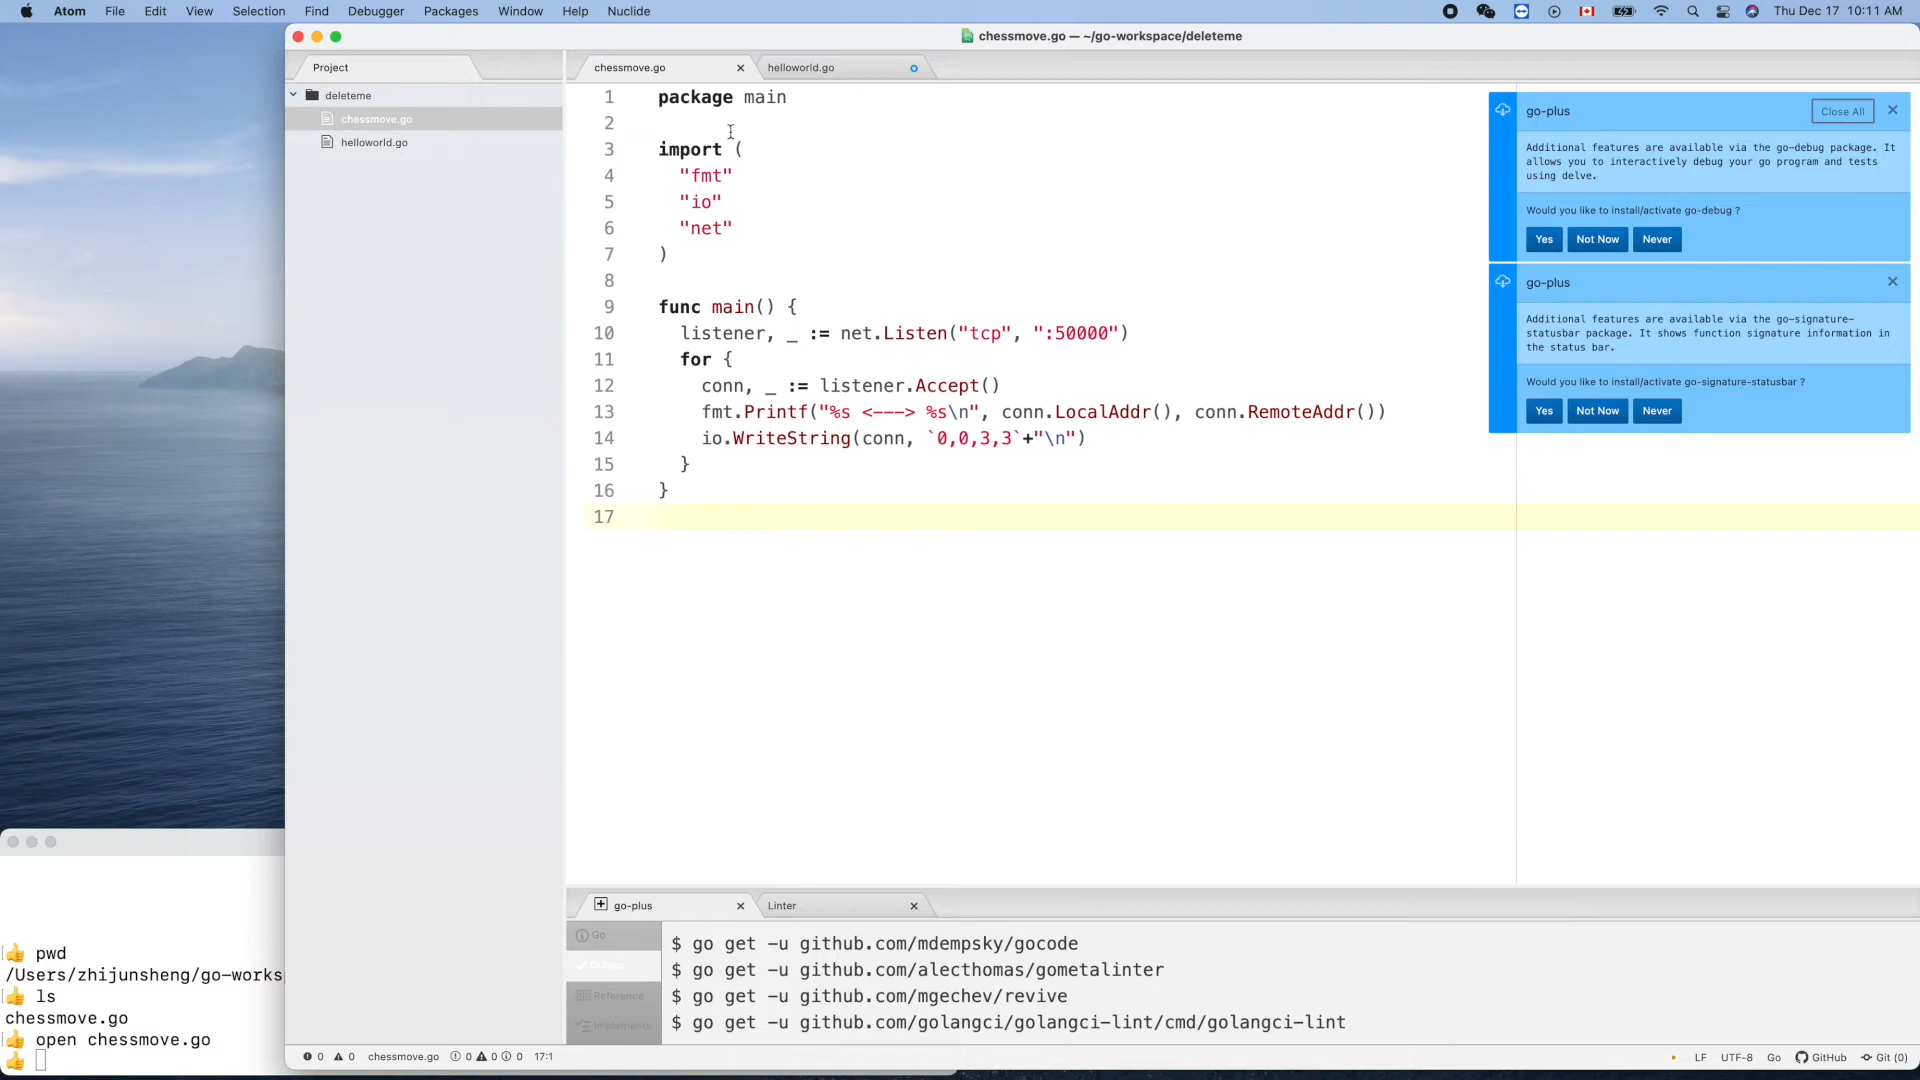 Atom File Edit View Selection Find Debugger Packages Window Help Nuclide Thu Dec 17 10:11 AM
chessmove.go — ~/go-workspace/deleteme
Project
deleteme
chessmove.go
helloworld.go
chessmove.go helloworld.go
1 package main
2
3 import (
4 "fmt"
5 "io"
6 "net"
7 )
8
9 func main() {
10 listener, _ := net.Listen("tcp", ":50000")
11 for {
12 conn, _ := listener.Accept()
13 fmt.Printf("%s <---> %s\n", conn.LocalAddr(), conn.RemoteAddr())
14 io.WriteString(conn, `0,0,3,3`+"\n")
15 }
16 }
17
go-plus Close All
Additional features are available via the go-debug package. It
allows you to interactively debug your go program and tests
using delve.
Would you like to install/activate go-debug ?
Yes Not Now Never
go-plus
Additional features are available via the go-signature-
statusbar package. It shows function signature information in
the status bar.
Would you like to install/activate go-signature-statusbar ?
Yes Not Now Never
go-plus Linter
Go
Output
Reference
$ go get -u github.com/mdempsky/gocode
$ go get -u github.com/alecthomas/gometalinter
$ go get -u github.com/mgechev/revive
$ go get -u github.com/golangci/golangci-lint/cmd/golangci-lint
0 0 chessmove.go 0 0 0 17:1 LF UTF-8 Go GitHub Git (0)
pwd
/Users/zhijunsheng/go-worksp
ls
chessmove.go
open chessmove.go